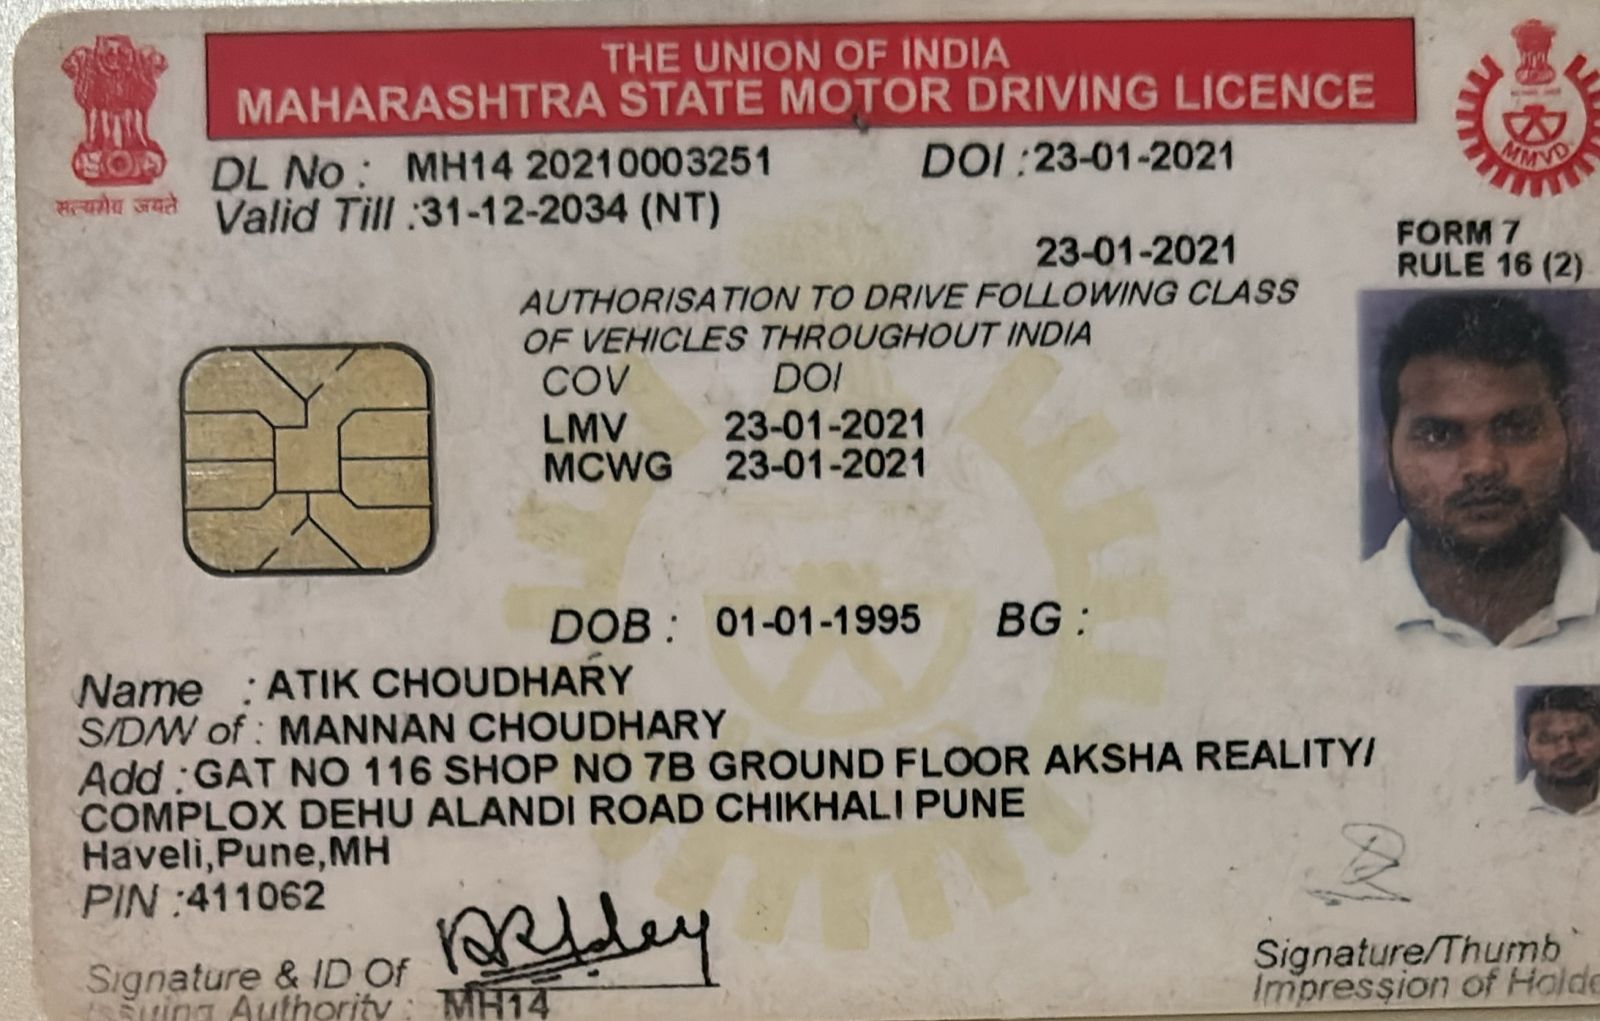 THE UNION OF INDIA
MAHARASHTRA STATE MOTOR DRIVING LICENCE
सत्यमेव जयते
MMVD
DL No : MH14 20210003251 DOI : 23-01-2021
Valid Till : 31-12-2034 (NT)
23-01-2021
FORM 7
RULE 16 (2)
AUTHORISATION TO DRIVE FOLLOWING CLASS
OF VEHICLES THROUGHOUT INDIA
COV DOI
LMV 23-01-2021
MCWG 23-01-2021
DOB : 01-01-1995 BG :
Name : ATIK CHOUDHARY
S/D/W of : MANNAN CHOUDHARY
Add : GAT NO 116 SHOP NO 7B GROUND FLOOR AKSHA REALITY/
COMPLOX DEHU ALANDI ROAD CHIKHALI PUNE
Haveli,Pune,MH
PIN : 411062
Signature & ID Of
Issuing Authority : MH14
Signature/Thumb
Impression of Holde